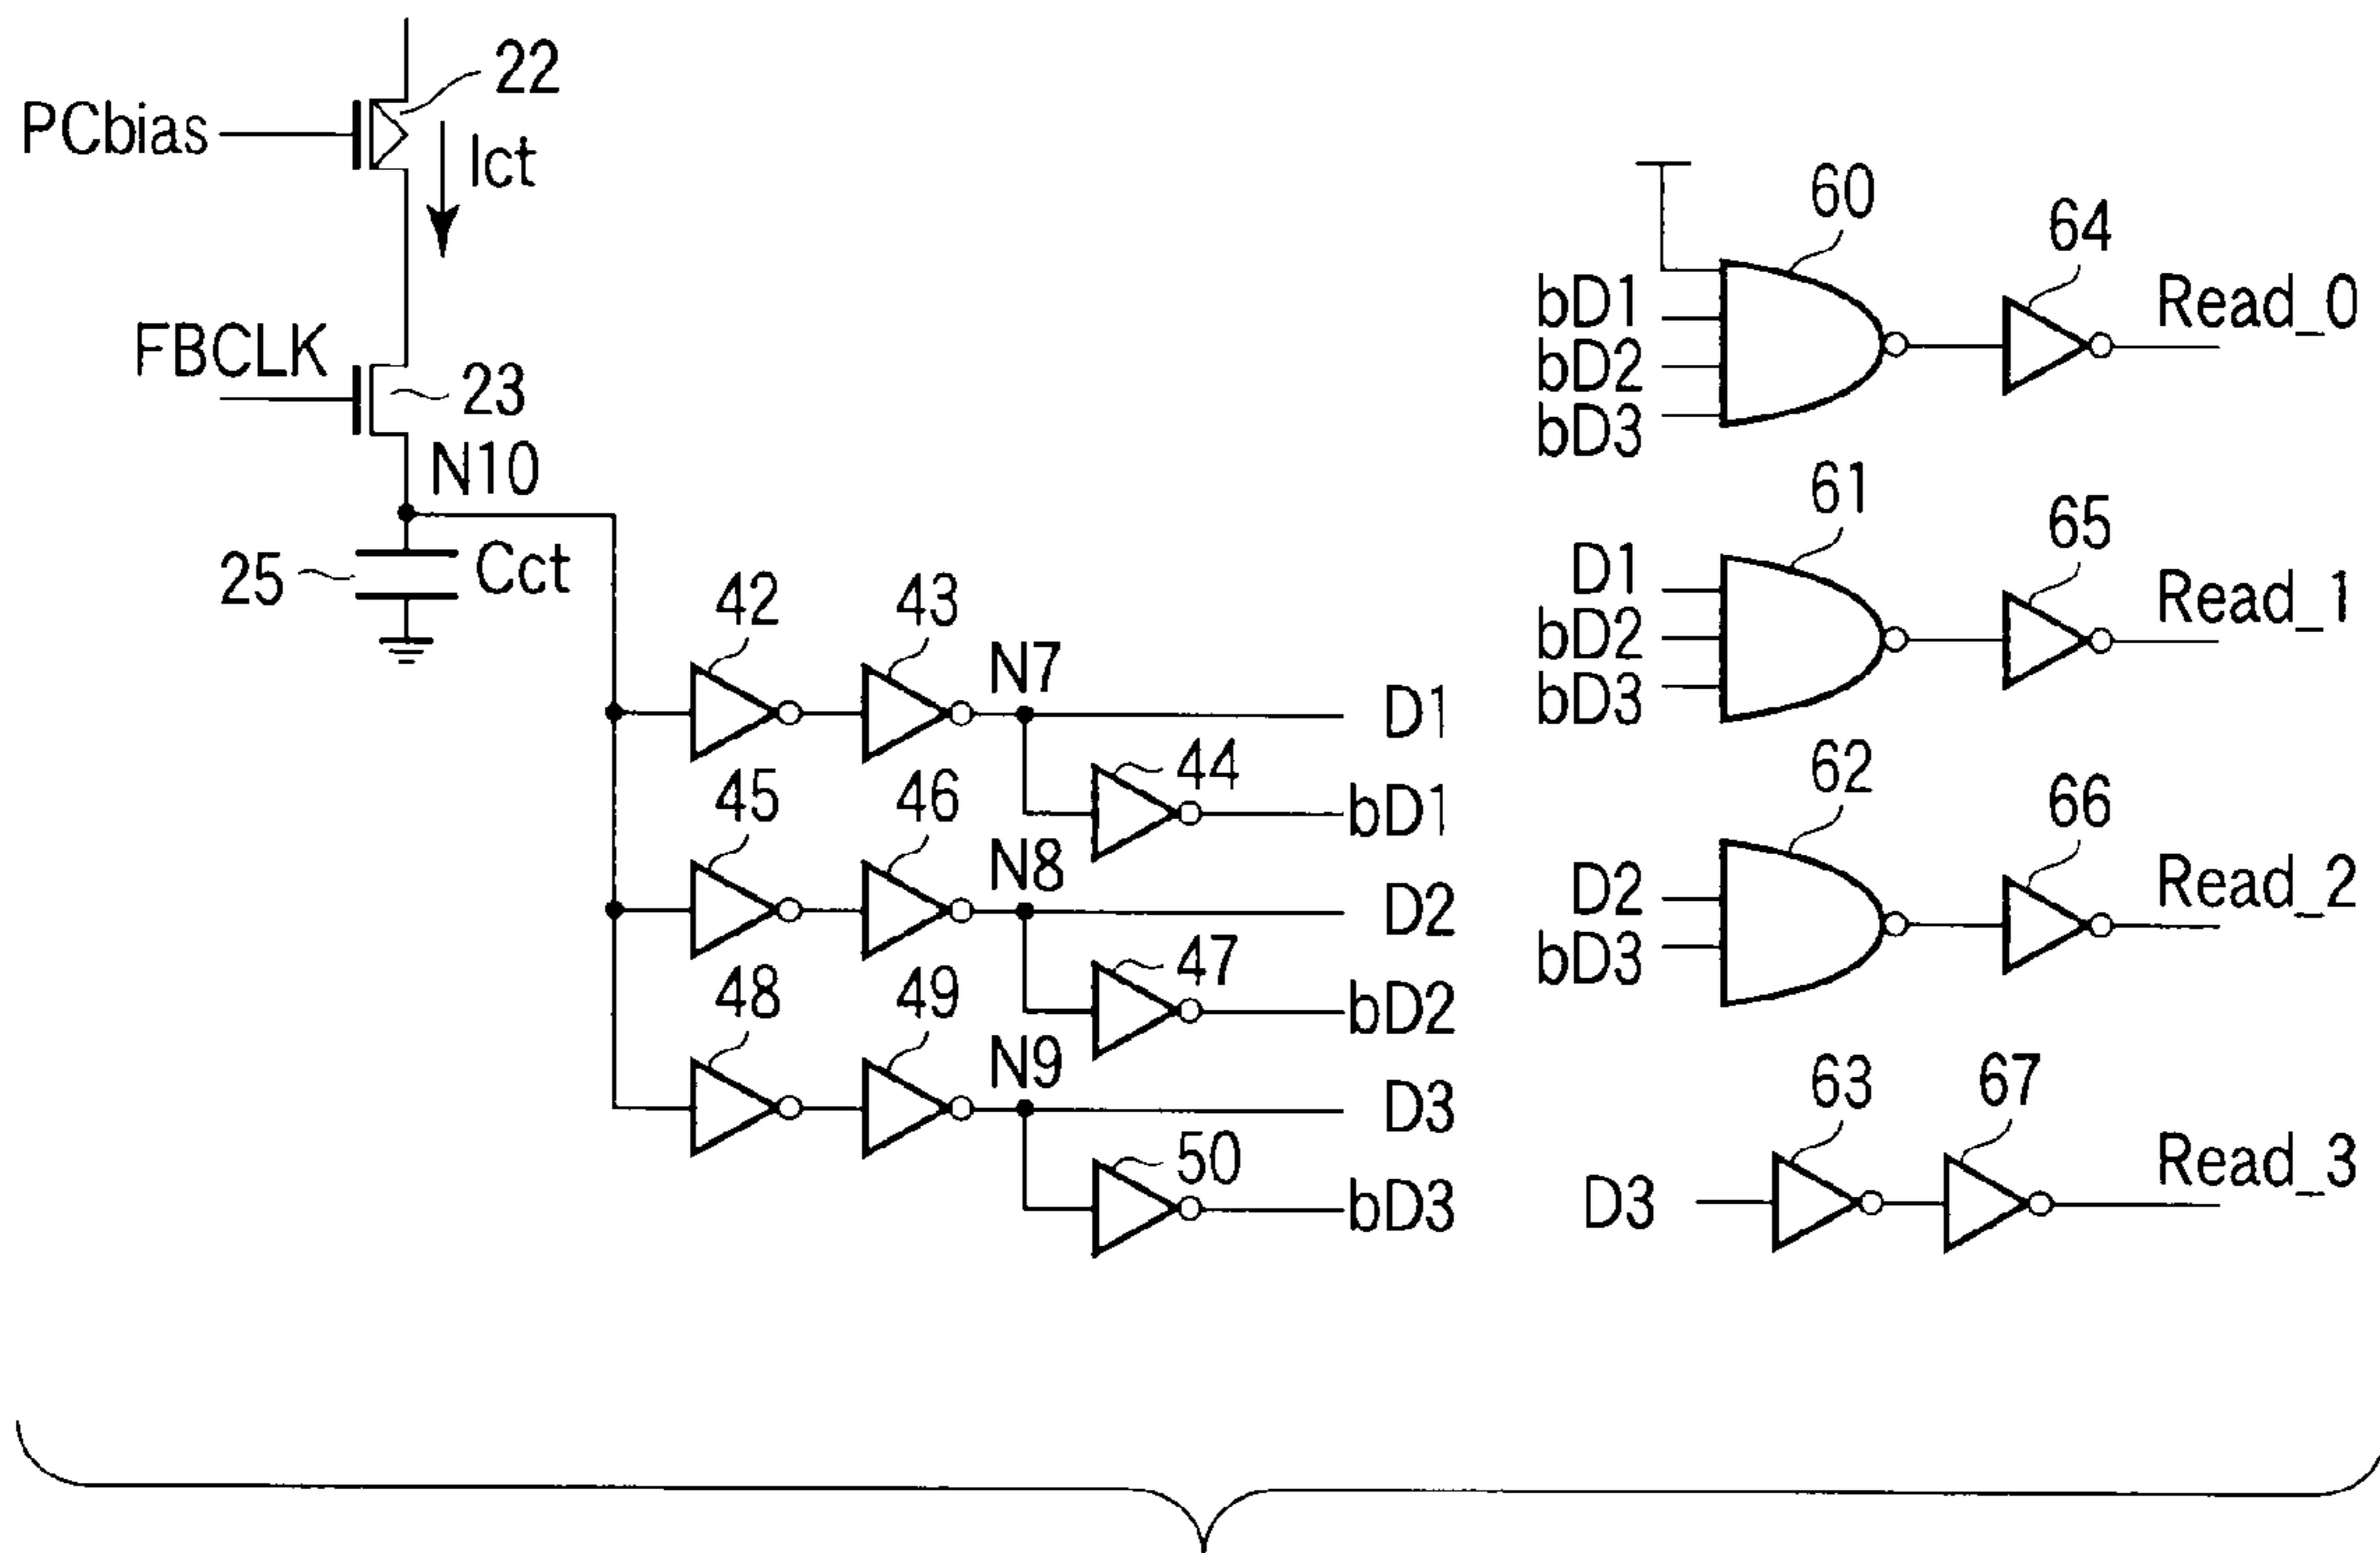 22
PCbias
Ict
FBCLK
23
N10
25
Cct
42
43
N7
D1
44
bD1
45
46
N8
D2
47
bD2
48
49
N9
D3
50
bD3
60
64
bD1
bD2
bD3
Read_0
61
65
D1
bD2
bD3
Read_1
62
66
D2
bD3
Read_2
63
67
D3
Read_3